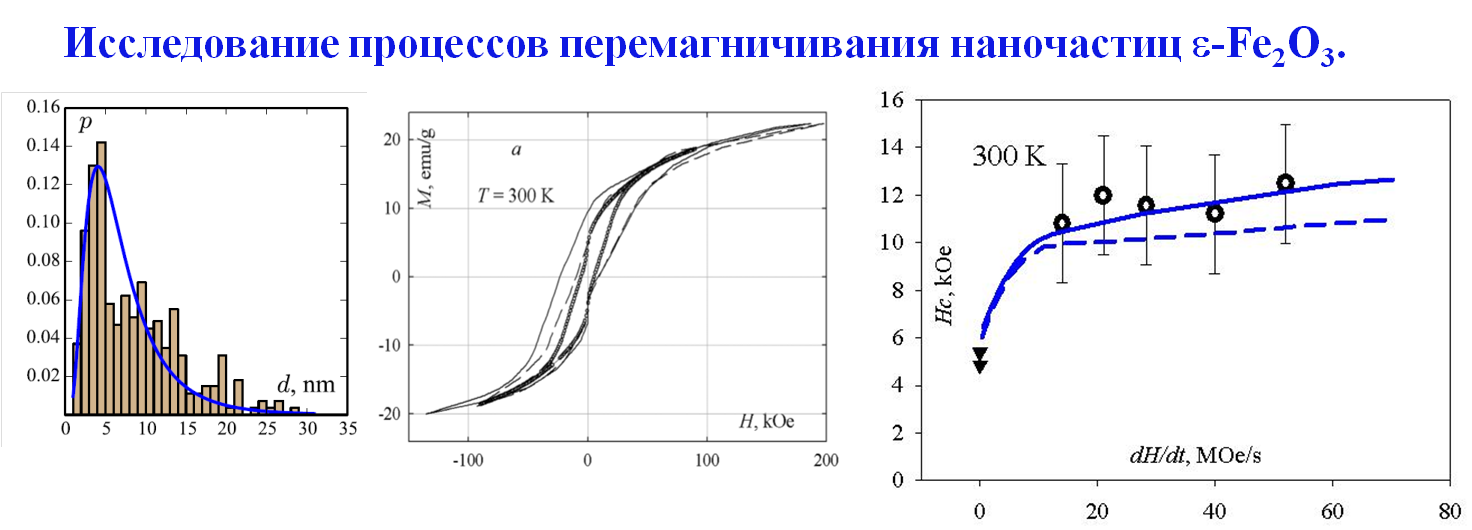 Исследование процессов перемагничивания наночастиц ε-Fe₂O₃.
0.16
0.14
0.12
0.10
0.08
0.06
0.04
0.02
p
d, nm
0 5 10 15 20 25 30 35
M, emu/g
20
10
0
-10
-20
a
T = 300 K
H, kOe
-100 0 100 200
Hc, kOe
16
14
12
10
8
6
4
2
0
300 K
dH/dt, MOe/s
0 20 40 60 80